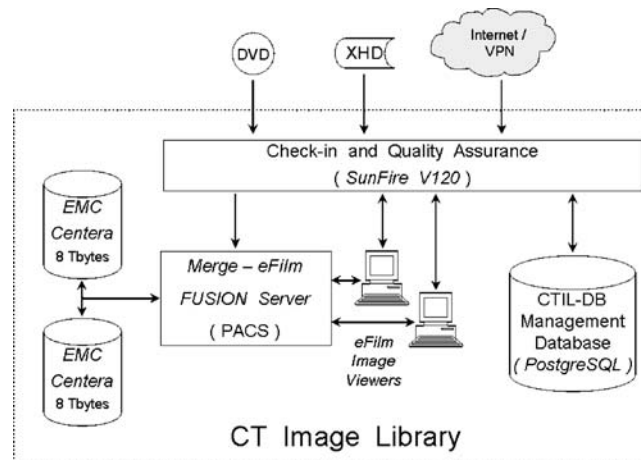 DVD
XHD
Internet /
VPN
Check-in and Quality Assurance
( SunFire V120 )
EMC
Centera
8 Tbytes
Merge – eFilm
FUSION Server
( PACS )
EMC
Centera
8 Tbytes
eFilm
Image
Viewers
CTIL-DB
Management
Database
( PostgreSQL )
CT Image Library